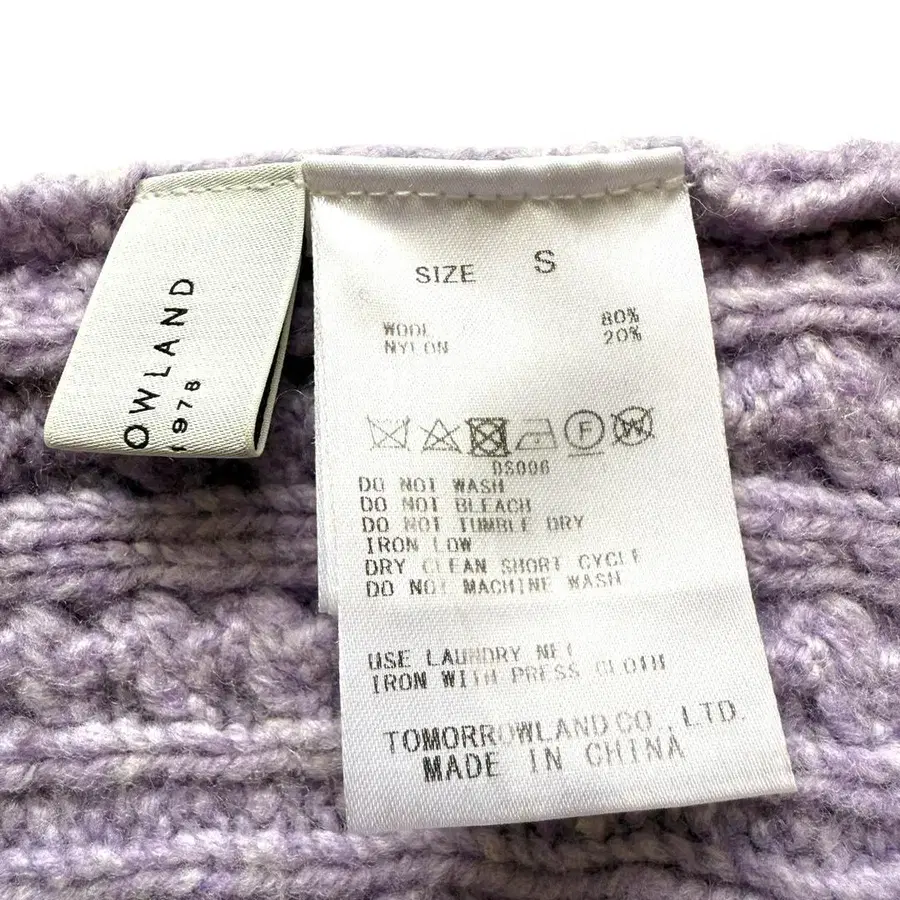 OWLAND
1978
SIZE S
WOOL 80%
NYLON 20%
DS006
DO NOT WASH
DO NOT BLEACH
DO NOT TUMBLE DRY
IRON LOW
DRY CLEAN SHORT CYCLE
DO NOT MACHINE WASH
USE LAUNDRY NET
IRON WITH PRESS CLOTH
TOMORROWLAND CO., LTD.
MADE IN CHINA